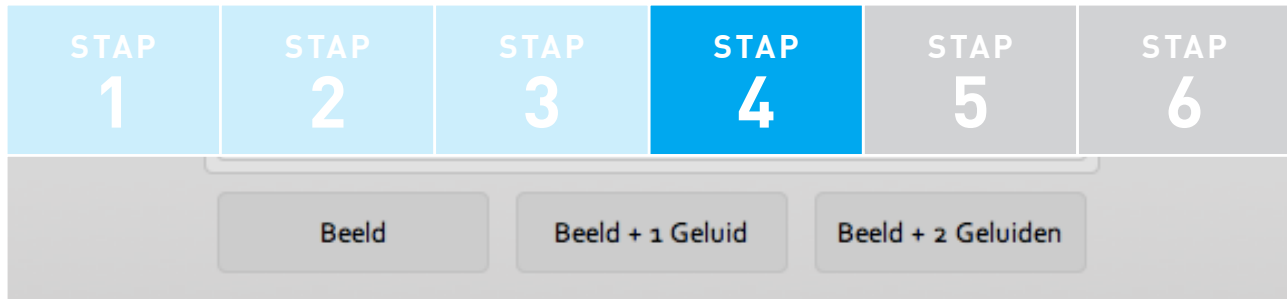 STAP STAP STAP STAP STAP STAP
1 2 3 4 5 6
Beeld Beeld + 1 Geluid Beeld + 2 Geluiden